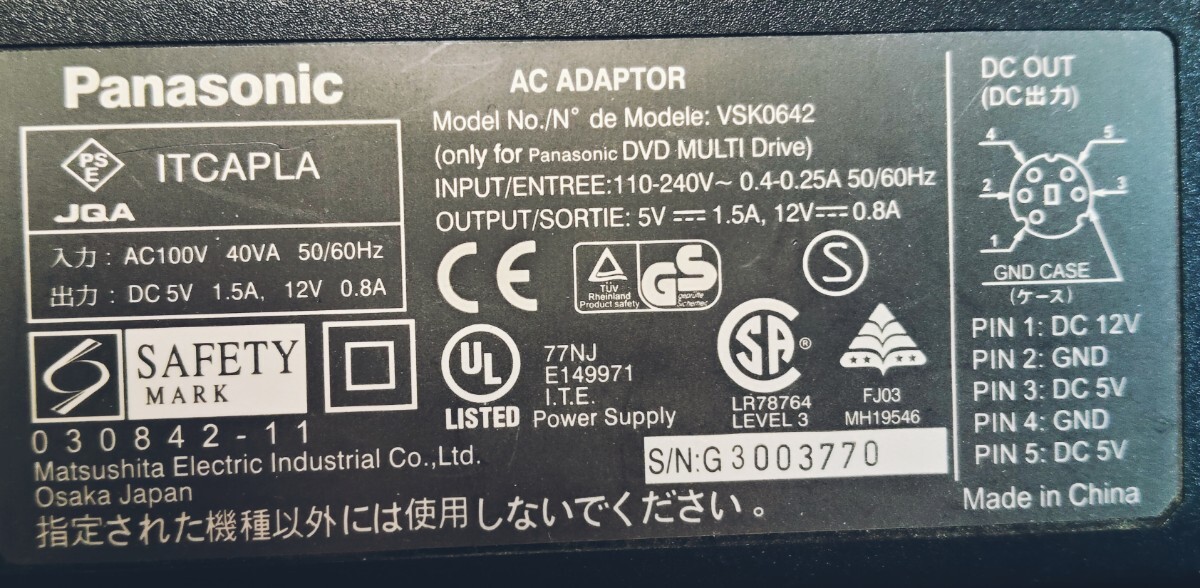 Panasonic
PS
E
ITCAPLA
JQA
入力: AC100V 40VA 50/60Hz
出力: DC 5V 1.5A, 12V 0.8A
SAFETY
MARK
030842-11
Matsushita Electric Industrial Co.,Ltd.
Osaka Japan
指定された機種以外には使用しないでください。
AC ADAPTOR
Model No./N° de Modele: VSK0642
(only for Panasonic DVD MULTI Drive)
INPUT/ENTREE:110-240V~ 0.4-0.25A 50/60Hz
OUTPUT/SORTIE: 5V⎓1.5A, 12V⎓0.8A
CE
TÜV
Rheinland
Product safety
GS
geprüfte
Sicherheit
S
UL
LISTED
77NJ
E149971
I.T.E.
Power Supply
SA
®
LR78764
LEVEL 3
FJ03
MH19546
S/N:G3003770
DC OUT
(DC出力)
4 5
2 3
1
GND CASE
(ケース)
PIN 1: DC 12V
PIN 2: GND
PIN 3: DC 5V
PIN 4: GND
PIN 5: DC 5V
Made in China